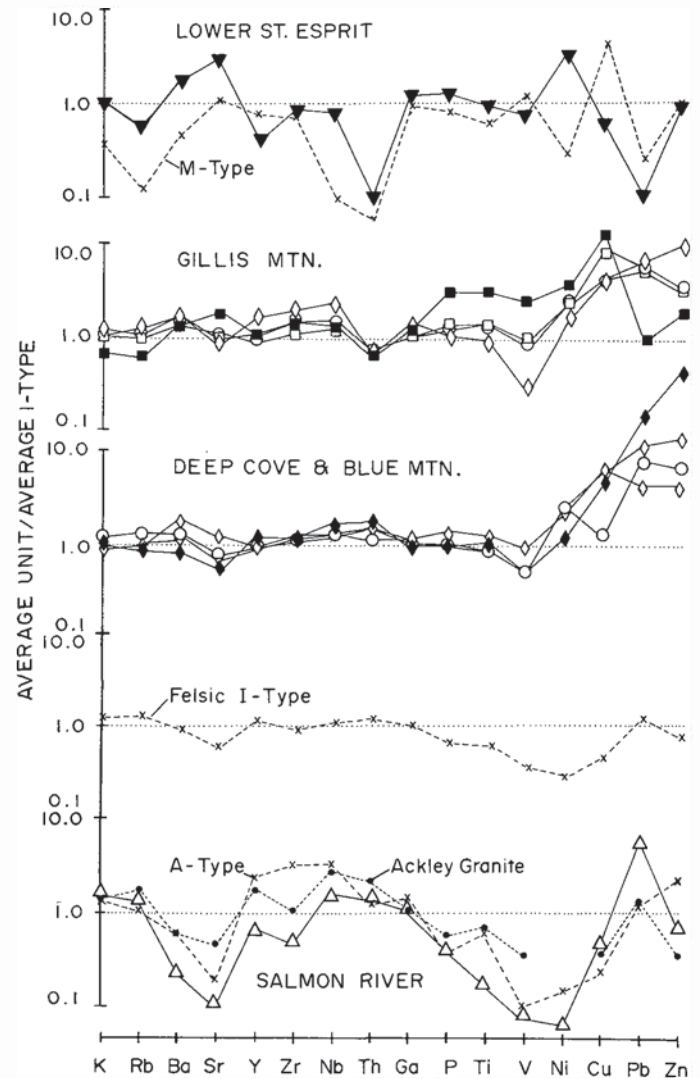 10.0
LOWER ST. ESPRIT
1.0
M-Type
0.1
10.0
GILLIS MTN.
1.0
0.1
10.0
DEEP COVE & BLUE MTN.
1.0
0.1
10.0
Felsic I-Type
1.0
0.1
10.0
A-Type
Ackley Granite
1.0
SALMON RIVER
0.1
AVERAGE UNIT/AVERAGE I-TYPE
K Rb Ba Sr Y Zr Nb Th Ga P Ti V Ni Cu Pb Zn